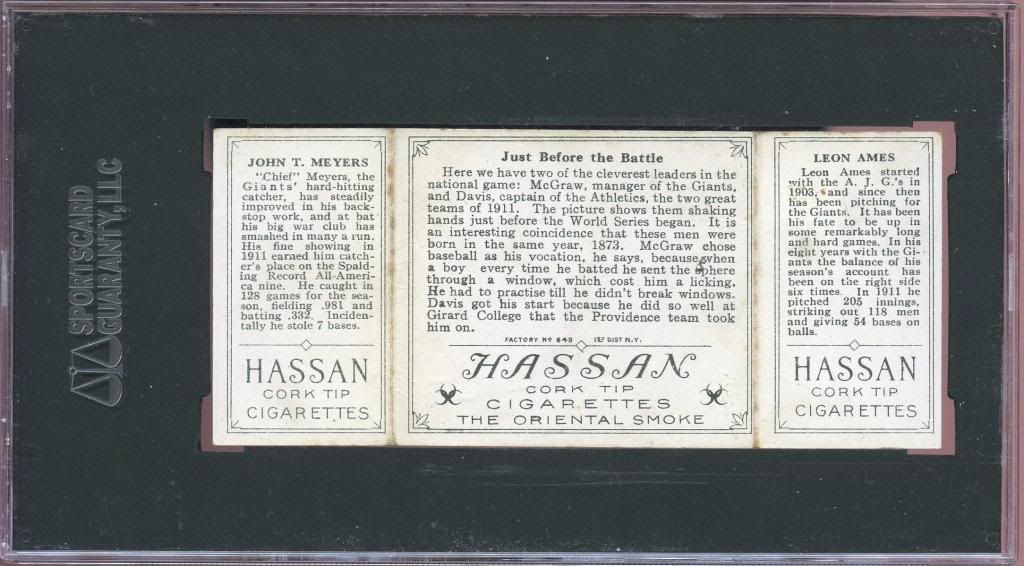 SPORTSCARD
GUARANTY, LLC
JOHN T. MEYERS
"Chief" Meyers, the
Giants' hard-hitting
catcher, has steadily
improved in his back-
stop work, and at bat
his big war club has
smashed in many a run.
His fine showing in
1911 earned him catch-
er's place on the Spald-
ing Record All-Ameri-
ca nine. He caught in
128 games for the sea-
son, fielding .981 and
batting .332. Inciden-
tally he stole 7 bases.
HASSAN
CORK TIP
CIGARETTES
Just Before the Battle
Here we have two of the cleverest leaders in the
national game: McGraw, manager of the Giants,
and Davis, captain of the Athletics, the two great
teams of 1911. The picture shows them shaking
hands just before the World Series began. It is
an interesting coincidence that these men were
born in the same year, 1873. McGraw chose
baseball as his vocation, he says, because when
a boy every time he batted he sent the sphere
through a window, which cost him a licking.
He had to practise till he didn't break windows.
Davis got his start because he did so well at
Girard College that the Providence team took
him on.
FACTORY Nº 649 1ST DIST N.Y.
HASSAN
CORK TIP
CIGARETTES
THE ORIENTAL SMOKE
LEON AMES
Leon Ames started
with the A. J. G.'s in
1903, and since then
has been pitching for
the Giants. It has been
his fate to be up in
some remarkably long
and hard games. In his
eight years with the Gi-
ants the balance of his
season's account has
been on the right side
six times. In 1911 he
pitched 205 innings,
striking out 118 men
and giving 54 bases on
balls.
HASSAN
CORK TIP
CIGARETTES